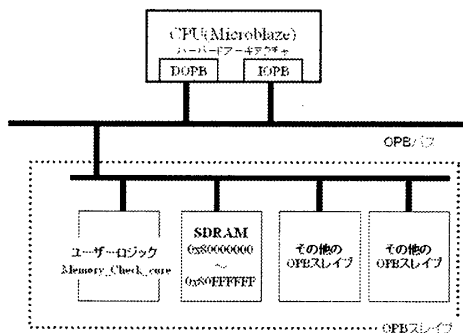 CPU(Microblaze)
ハーバードアーキテクチャ
DOPB
IOPB
OPBバス
ユーザーロジック
Memory_Check_core
SDRAM
0x80000000
～
0x80FFFFFF
その他の
OPBスレイブ
その他の
OPBスレイブ
OPBスレイブ